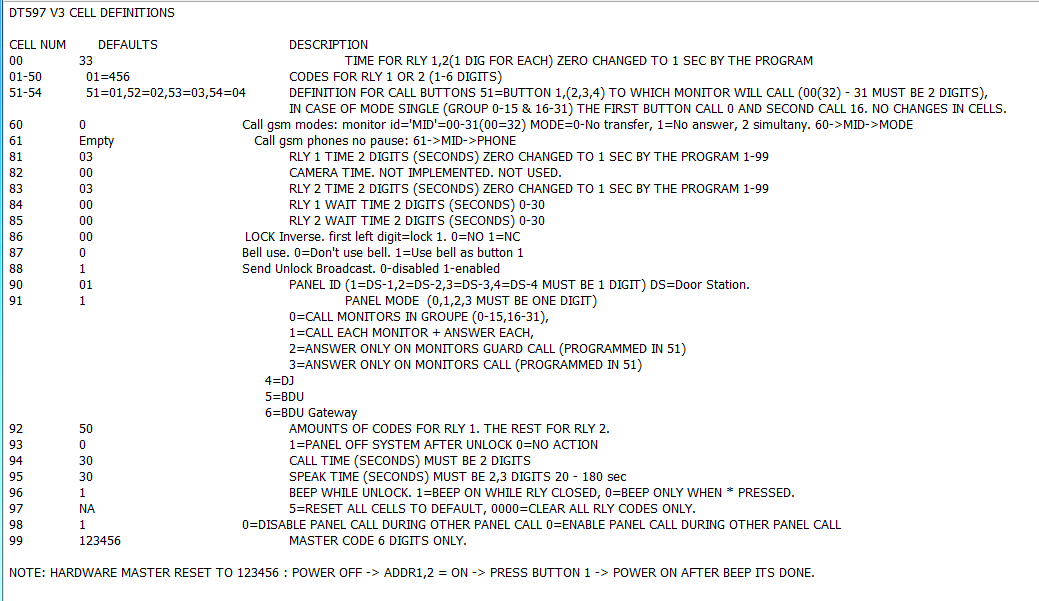 DT597 V3 CELL DEFINITIONS
CELL NUM DEFAULTS DESCRIPTION
00 33 TIME FOR RLY 1,2(1 DIG FOR EACH) ZERO CHANGED TO 1 SEC BY THE PROGRAM
01-50 01=456 CODES FOR RLY 1 OR 2 (1-6 DIGITS)
51-54 51=01,52=02,53=03,54=04 DEFINITION FOR CALL BUTTONS 51=BUTTON 1,(2,3,4) TO WHICH MONITOR WILL CALL (00(32) - 31 MUST BE 2 DIGITS),
IN CASE OF MODE SINGLE (GROUP 0-15 & 16-31) THE FIRST BUTTON CALL 0 AND SECOND CALL 16. NO CHANGES IN CELLS.
60 0 Call gsm modes: monitor id='MID'=00-31(00=32) MODE=0-No transfer, 1=No answer, 2 simultany. 60->MID->MODE
61 Empty Call gsm phones no pause: 61->MID->PHONE
81 03 RLY 1 TIME 2 DIGITS (SECONDS) ZERO CHANGED TO 1 SEC BY THE PROGRAM 1-99
82 00 CAMERA TIME. NOT IMPLEMENTED. NOT USED.
83 03 RLY 2 TIME 2 DIGITS (SECONDS) ZERO CHANGED TO 1 SEC BY THE PROGRAM 1-99
84 00 RLY 1 WAIT TIME 2 DIGITS (SECONDS) 0-30
85 00 RLY 2 WAIT TIME 2 DIGITS (SECONDS) 0-30
86 00 LOCK Inverse. first left digit=lock 1. 0=NO 1=NC
87 0 Bell use. 0=Don't use bell. 1=Use bell as button 1
88 1 Send Unlock Broadcast. 0-disabled 1-enabled
90 01 PANEL ID (1=DS-1,2=DS-2,3=DS-3,4=DS-4 MUST BE 1 DIGIT) DS=Door Station.
91 1 PANEL MODE (0,1,2,3 MUST BE ONE DIGIT)
0=CALL MONITORS IN GROUPE (0-15,16-31),
1=CALL EACH MONITOR + ANSWER EACH,
2=ANSWER ONLY ON MONITORS GUARD CALL (PROGRAMMED IN 51)
3=ANSWER ONLY ON MONITORS CALL (PROGRAMMED IN 51)
4=DJ
5=BDU
6=BDU Gateway
92 50 AMOUNTS OF CODES FOR RLY 1. THE REST FOR RLY 2.
93 0 1=PANEL OFF SYSTEM AFTER UNLOCK 0=NO ACTION
94 30 CALL TIME (SECONDS) MUST BE 2 DIGITS
95 30 SPEAK TIME (SECONDS) MUST BE 2,3 DIGITS 20 - 180 sec
96 1 BEEP WHILE UNLOCK. 1=BEEP ON WHILE RLY CLOSED, 0=BEEP ONLY WHEN * PRESSED.
97 NA 5=RESET ALL CELLS TO DEFAULT, 0000=CLEAR ALL RLY CODES ONLY.
98 1 0=DISABLE PANEL CALL DURING OTHER PANEL CALL 0=ENABLE PANEL CALL DURING OTHER PANEL CALL
99 123456 MASTER CODE 6 DIGITS ONLY.
NOTE: HARDWARE MASTER RESET TO 123456 : POWER OFF -> ADDR1,2 = ON -> PRESS BUTTON 1 -> POWER ON AFTER BEEP ITS DONE.